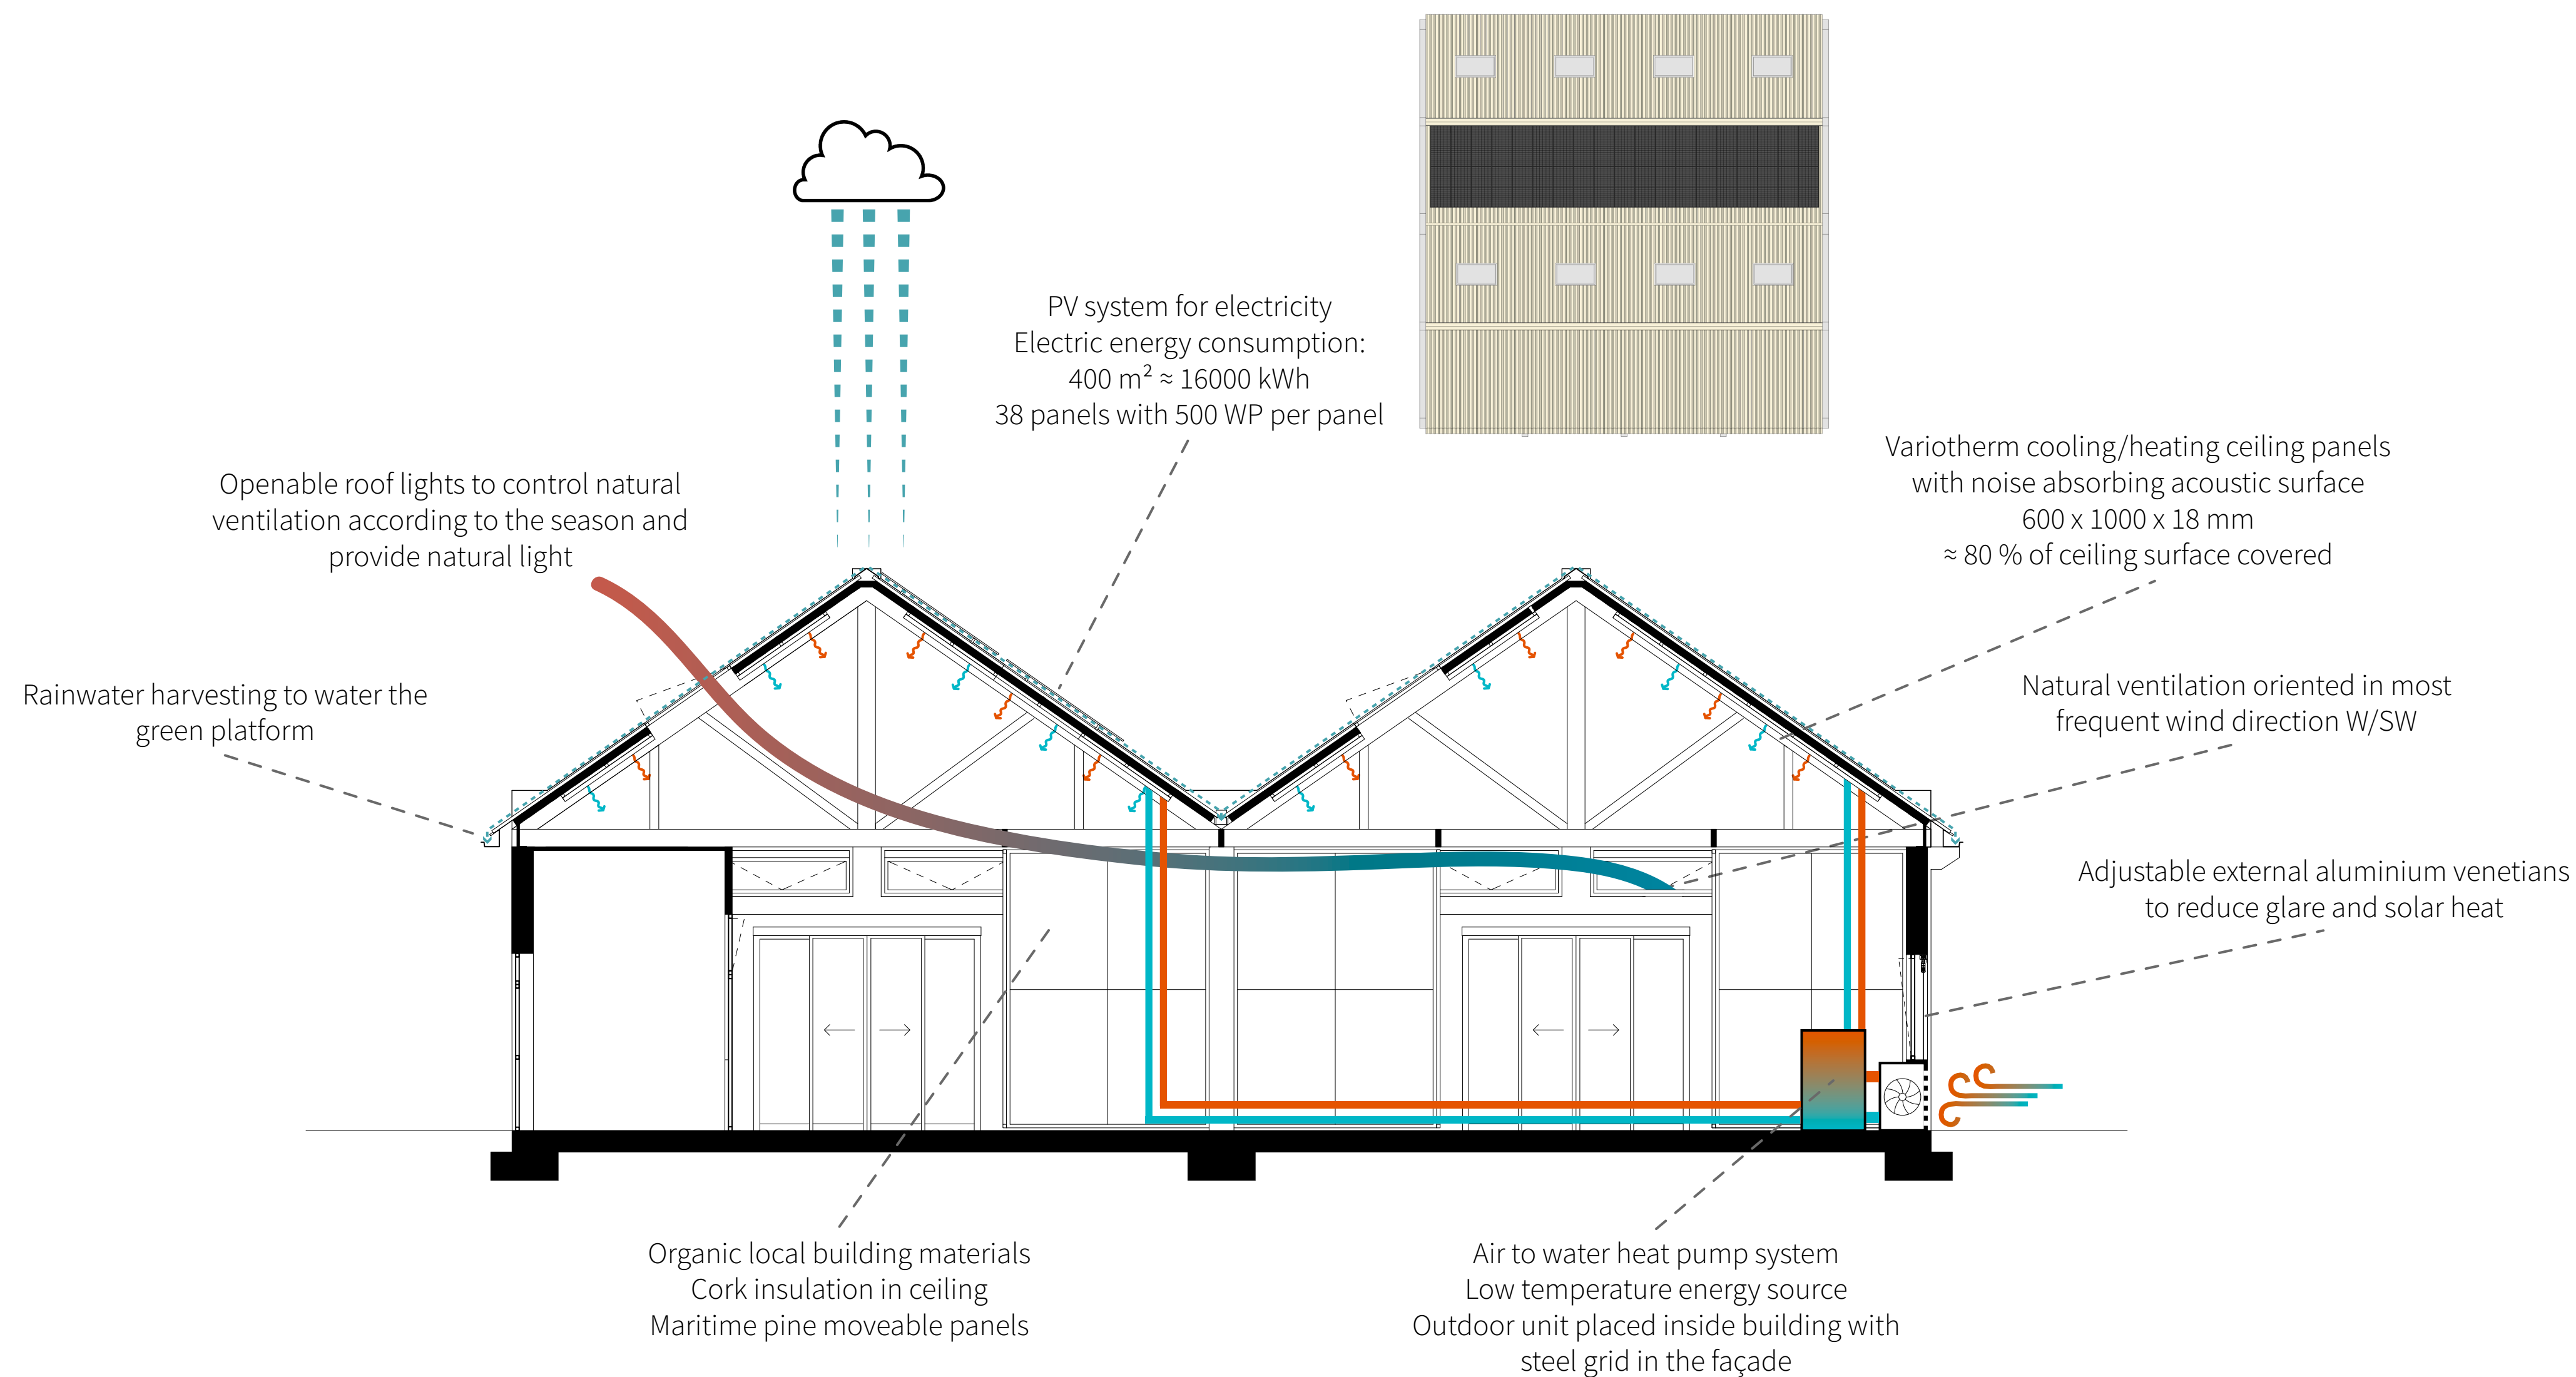 PV system for electricity
Electric energy consumption:
400 m² ≈ 16000 kWh
38 panels with 500 WP per panel
Openable roof lights to control natural
ventilation according to the season and
provide natural light
Variotherm cooling/heating ceiling panels
with noise absorbing acoustic surface
600 x 1000 x 18 mm
≈ 80 % of ceiling surface covered
Rainwater harvesting to water the
green platform
Natural ventilation oriented in most
frequent wind direction W/SW
Adjustable external aluminium venetians
to reduce glare and solar heat
Organic local building materials
Cork insulation in ceiling
Maritime pine moveable panels
Air to water heat pump system
Low temperature energy source
Outdoor unit placed inside building with
steel grid in the façade